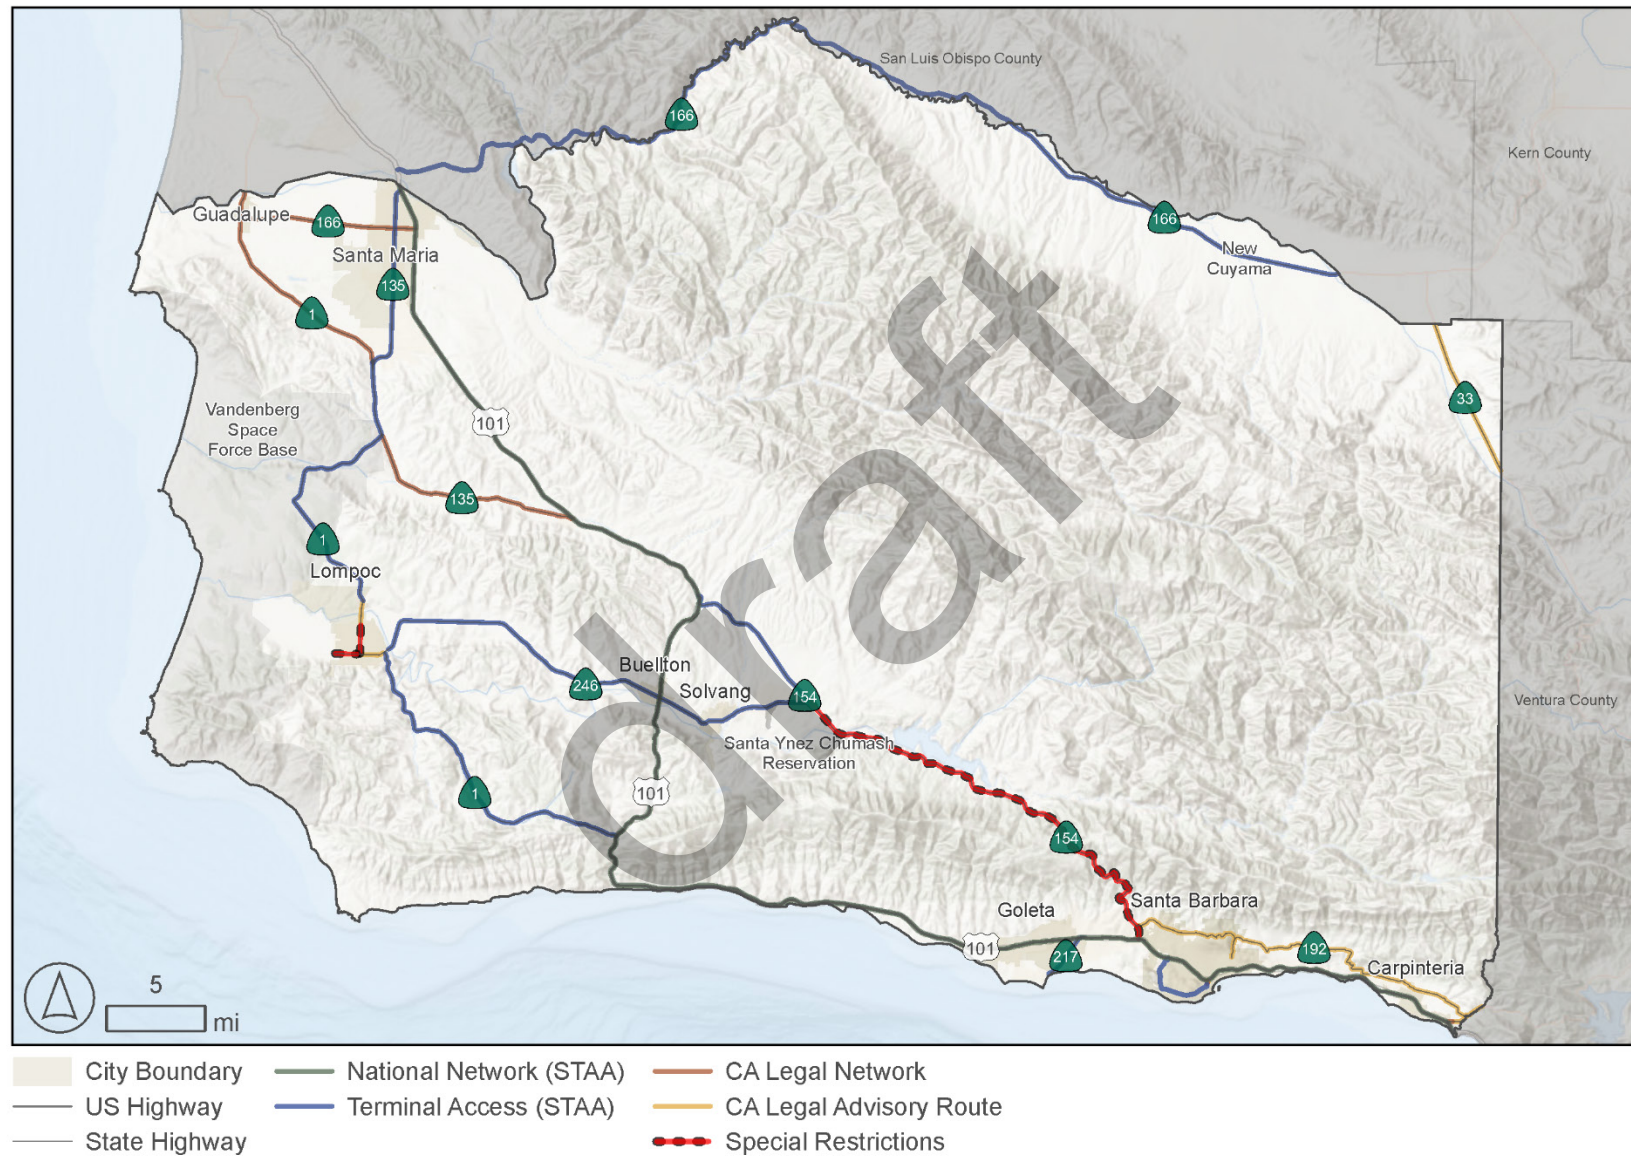 San Luis Obispo County
166
Kern County
Guadalupe
166
166
Santa Maria
New
Cuyama
135
1
33
Vandenberg
Space
Force Base
101
135
1
Lompoc
Buellton
246
Solvang
154
Ventura County
Santa Ynez Chumash
Reservation
1
101
154
Santa Barbara
Goleta
101
217
192
Carpinteria
draft
5
mi
City Boundary
National Network (STAA)
CA Legal Network
US Highway
Terminal Access (STAA)
CA Legal Advisory Route
State Highway
Special Restrictions